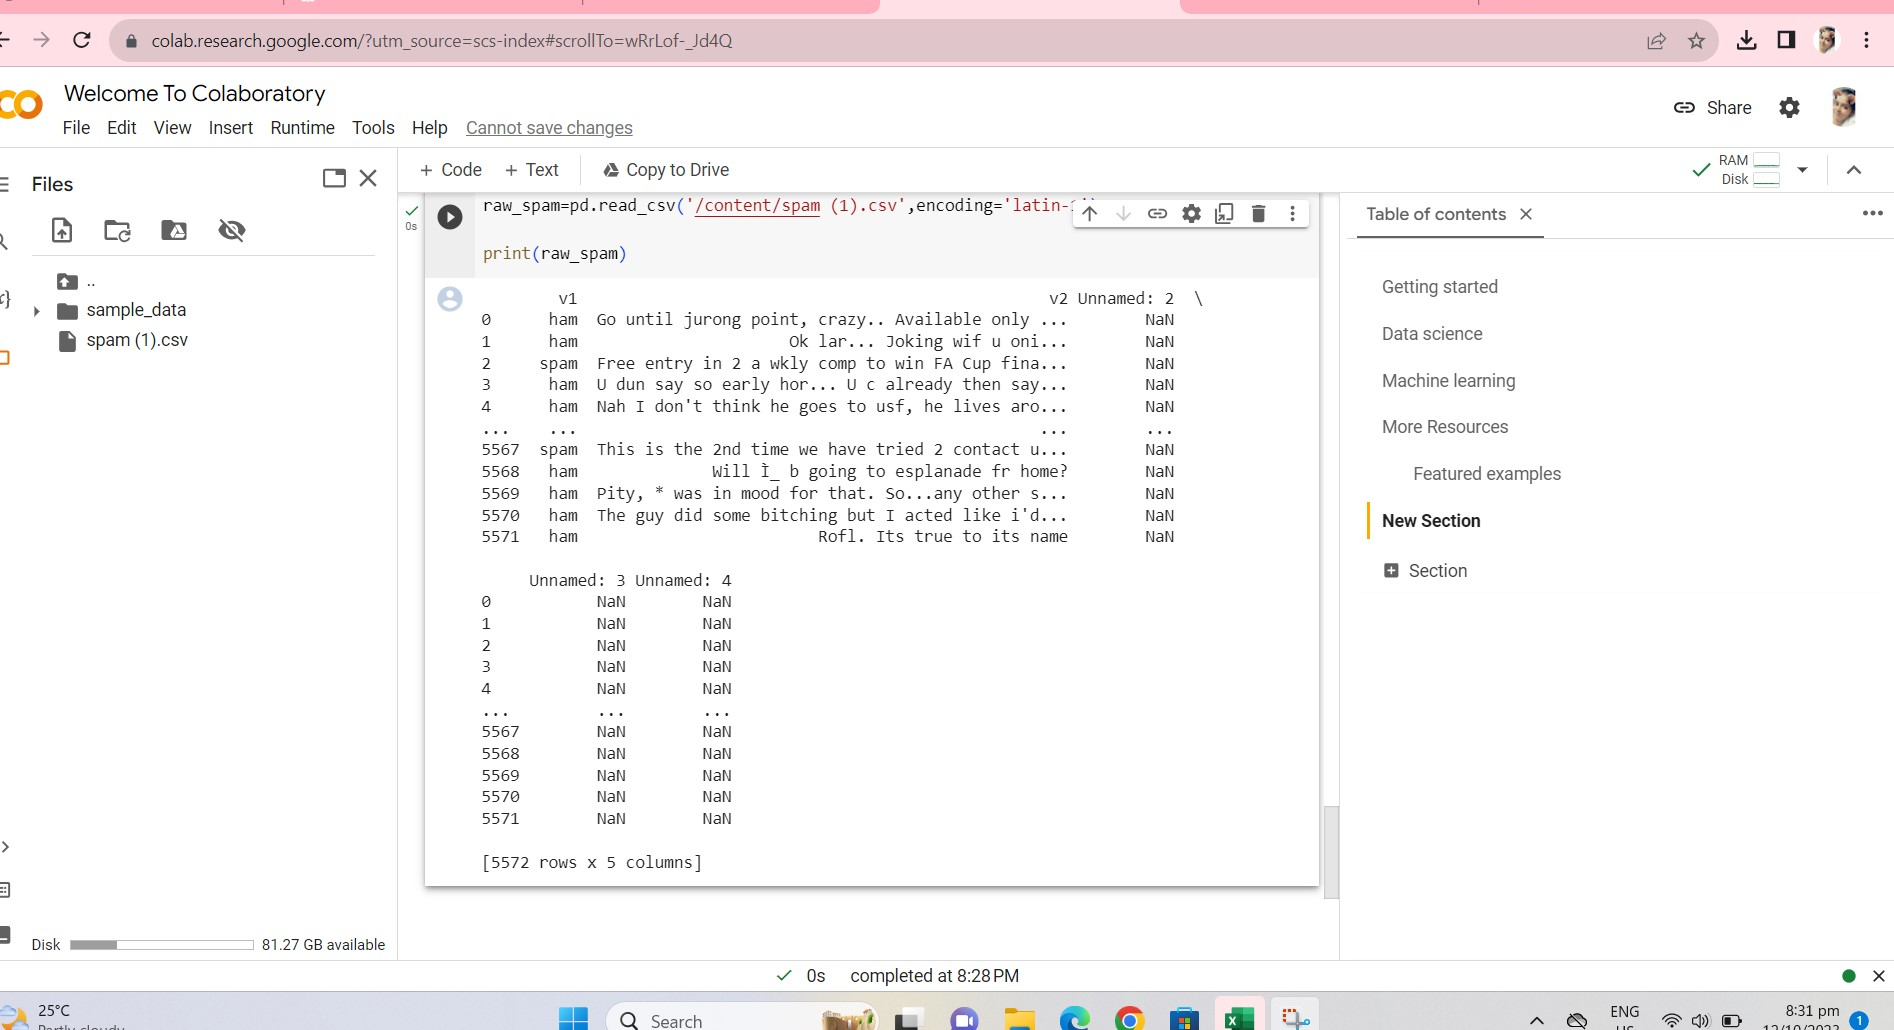 colab.research.google.com/?utm_source=scs-index#scrollTo=wRrLof-_Jd4Q
Welcome To Colaboratory
File Edit View Insert Runtime Tools Help Cannot save changes
Share
Files
+ Code + Text Copy to Drive
RAM
Disk
..
sample_data
spam (1).csv
Disk 81.27 GB available
0s
raw_spam=pd.read_csv('/content/spam (1).csv',encoding='latin-
print(raw_spam)
v1 v2 Unnamed: 2 \
0 ham Go until jurong point, crazy.. Available only ... NaN
1 ham Ok lar... Joking wif u oni... NaN
2 spam Free entry in 2 a wkly comp to win FA Cup fina... NaN
3 ham U dun say so early hor... U c already then say... NaN
4 ham Nah I don't think he goes to usf, he lives aro... NaN
... ... ... ...
5567 spam This is the 2nd time we have tried 2 contact u... NaN
5568 ham Will Ì_ b going to esplanade fr home? NaN
5569 ham Pity, * was in mood for that. So...any other s... NaN
5570 ham The guy did some bitching but I acted like i'd... NaN
5571 ham Rofl. Its true to its name NaN
Unnamed: 3 Unnamed: 4
0 NaN NaN
1 NaN NaN
2 NaN NaN
3 NaN NaN
4 NaN NaN
... ... ...
5567 NaN NaN
5568 NaN NaN
5569 NaN NaN
5570 NaN NaN
5571 NaN NaN
[5572 rows x 5 columns]
Table of contents
Getting started
Data science
Machine learning
More Resources
Featured examples
New Section
Section
0s completed at 8:28 PM
25°C
Partly cloudy
Search
ENG
US
8:31 pm
1